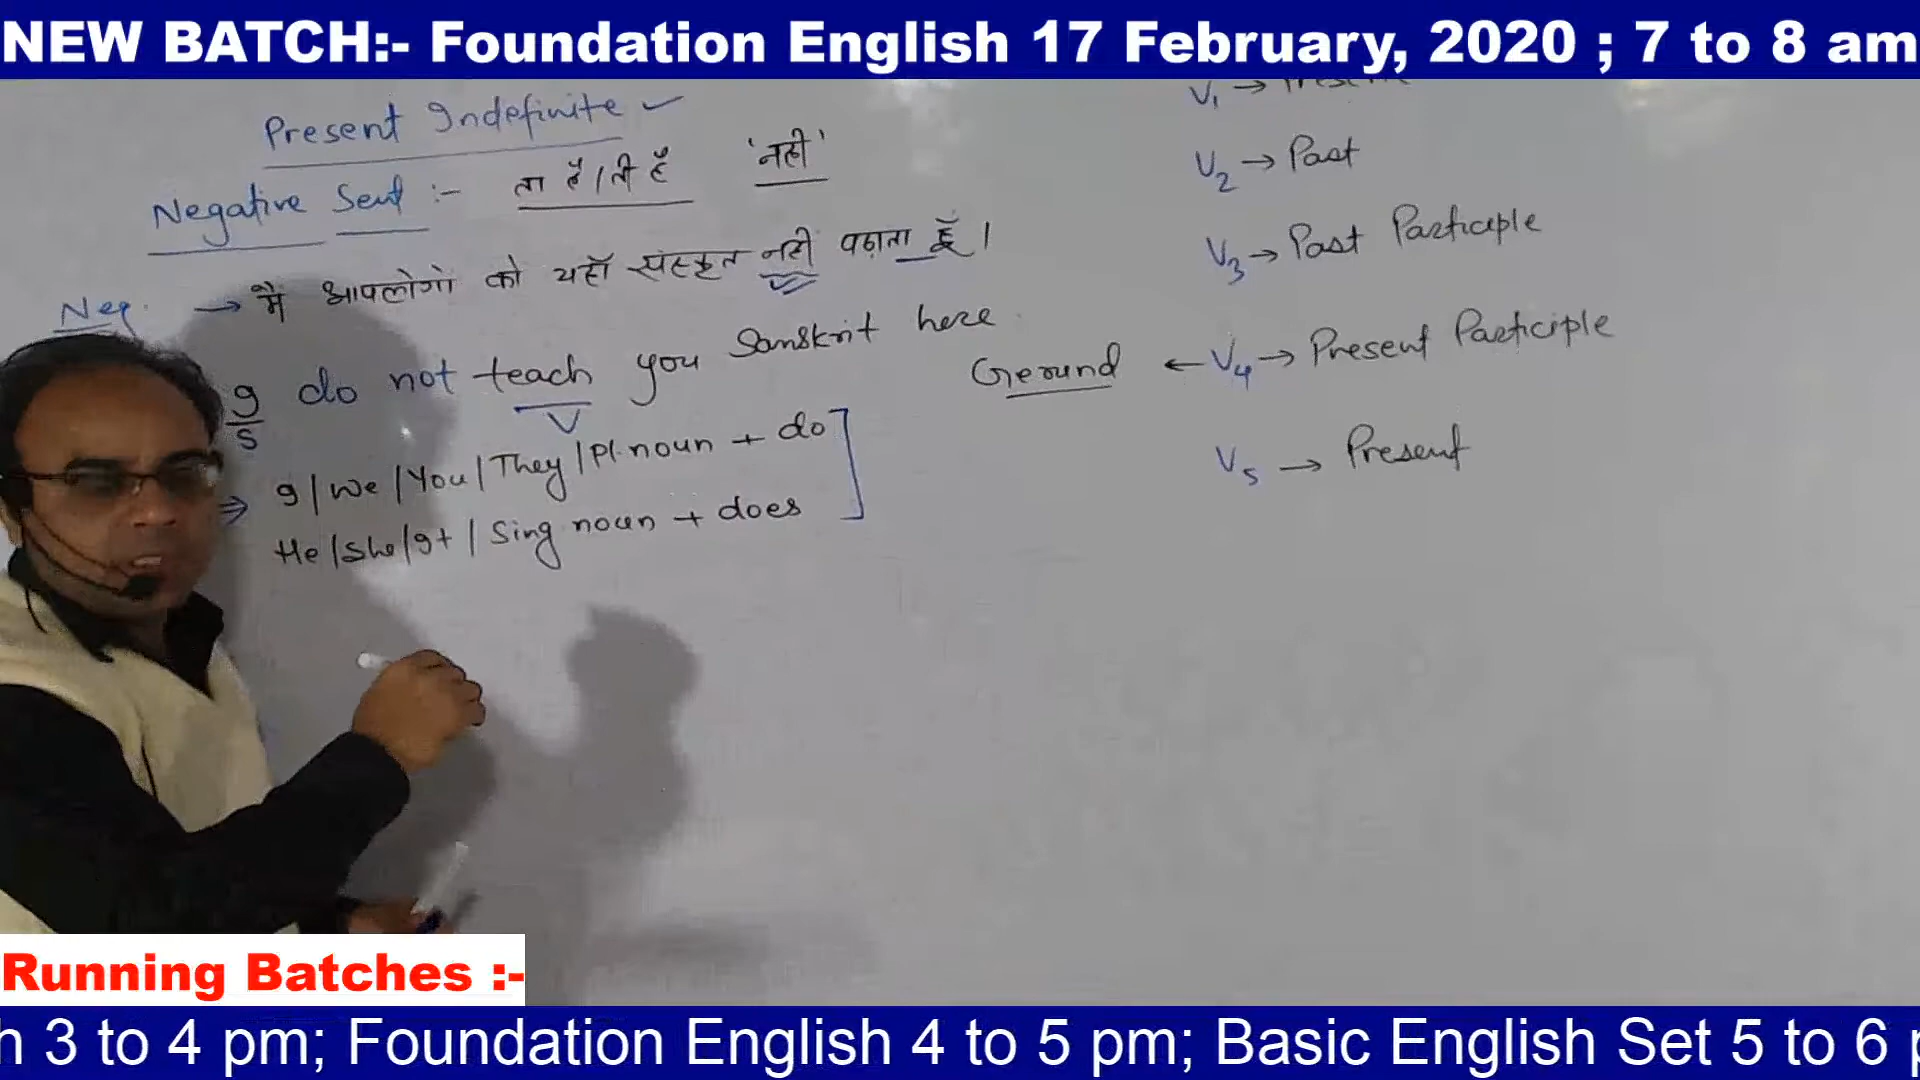 NEW BATCH:- Foundation English 17 February, 2020 ; 7 to 8 am
Present Indefinite
Negative Sent :- ता है / ती है 'नही'
Neg. → मै आपलोगो को यहाँ संस्कृत नही पढ़ाता हूँ।
I do not teach you Sanskrit here
S V
⇒ I / We / You / They / Pl. noun + do
He / She / It / Sing noun + does
V1 → Present
V2 → Past
V3 → Past Participle
Gerund ← V4 → Present Participle
V5 → Present
Running Batches :-
3 to 4 pm; Foundation English 4 to 5 pm; Basic English Set 5 to 6